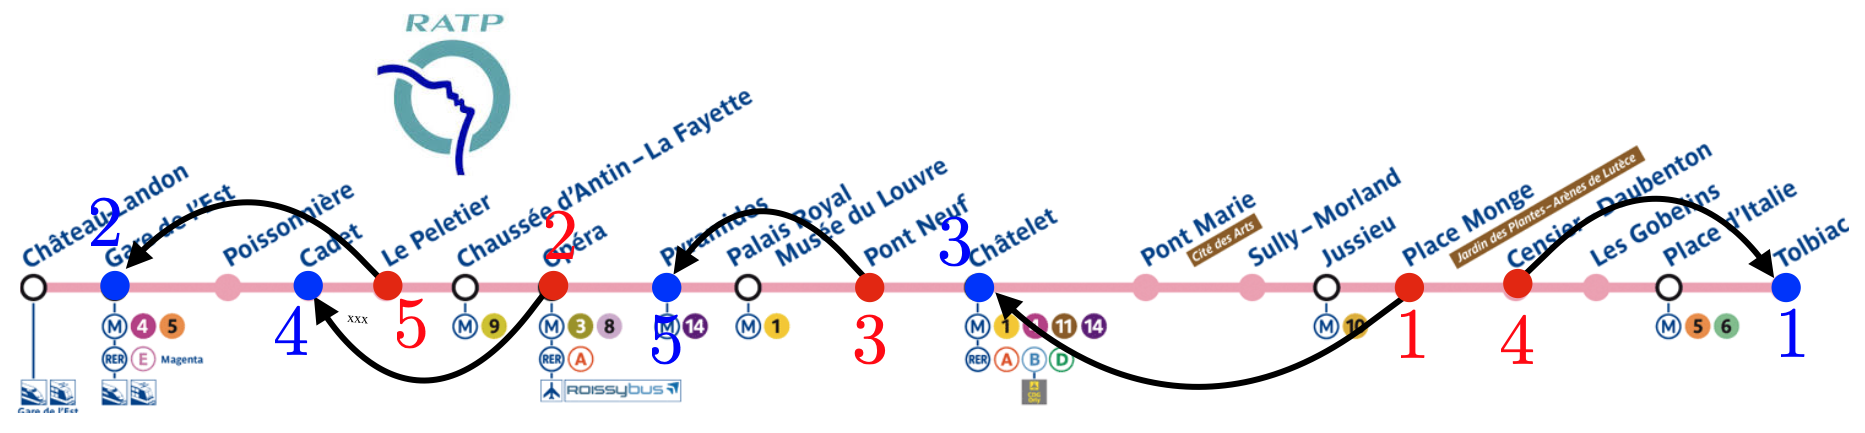 RATP
Château-Landon
Gare de l'Est
Poissonnière
Cadet
Le Peletier
Chaussée d'Antin – La Fayette
Opéra
Pyramides
Palais Royal
Musée du Louvre
Pont Neuf
Châtelet
Pont Marie
Cité des Arts
Sully – Morland
Jussieu
Place Monge
Jardin des Plantes – Arènes de Lutèce
Censier – Daubenton
Les Gobelins
Place d'Italie
Tolbiac
2
2
3
M 4 5
4
xxx
5
M 9
M 3 8
M 14
5
M 1
3
M 1 4 11 14
M 10
1
4
M 5 6
1
RER E Magenta
RER A
RER A B D
ROISSYBUS
Orly
Gare de l'Est